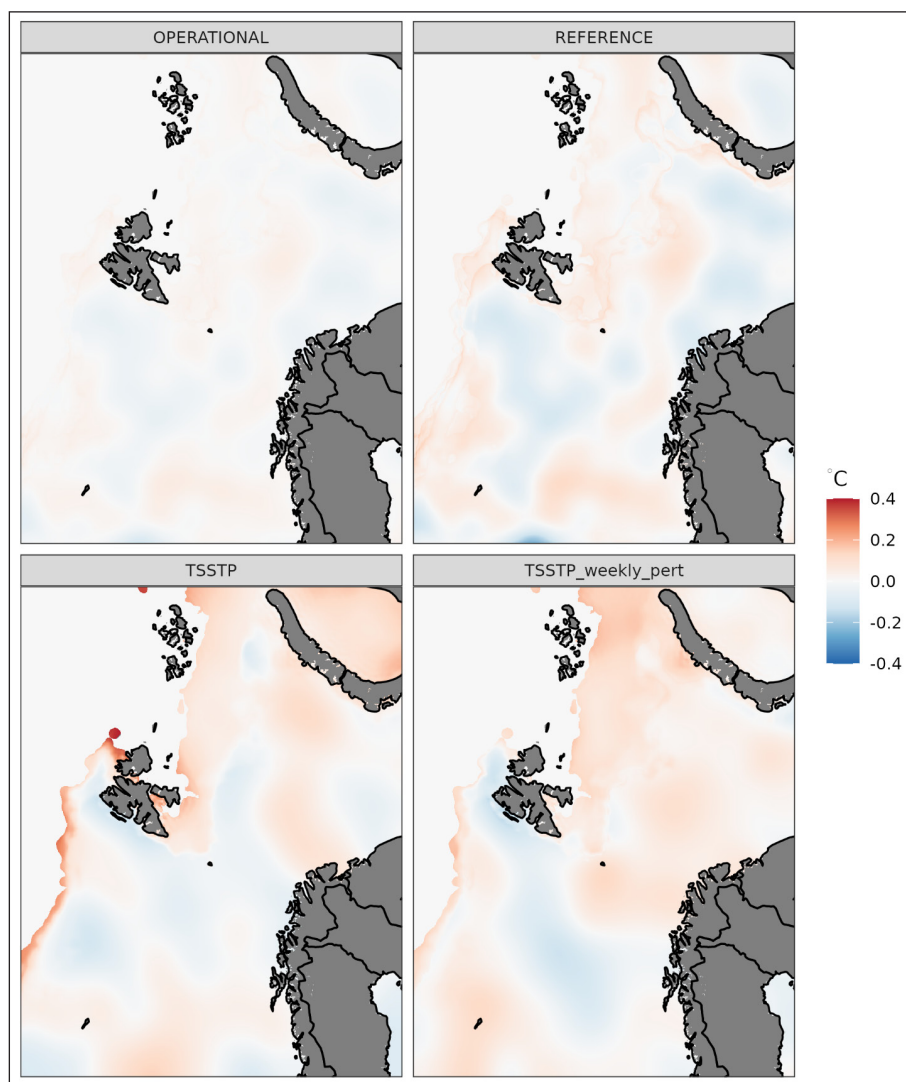 OPERATIONAL
REFERENCE
TSSTP
TSSTP_weekly_pert
°C
0.4
0.2
0.0
-0.2
-0.4